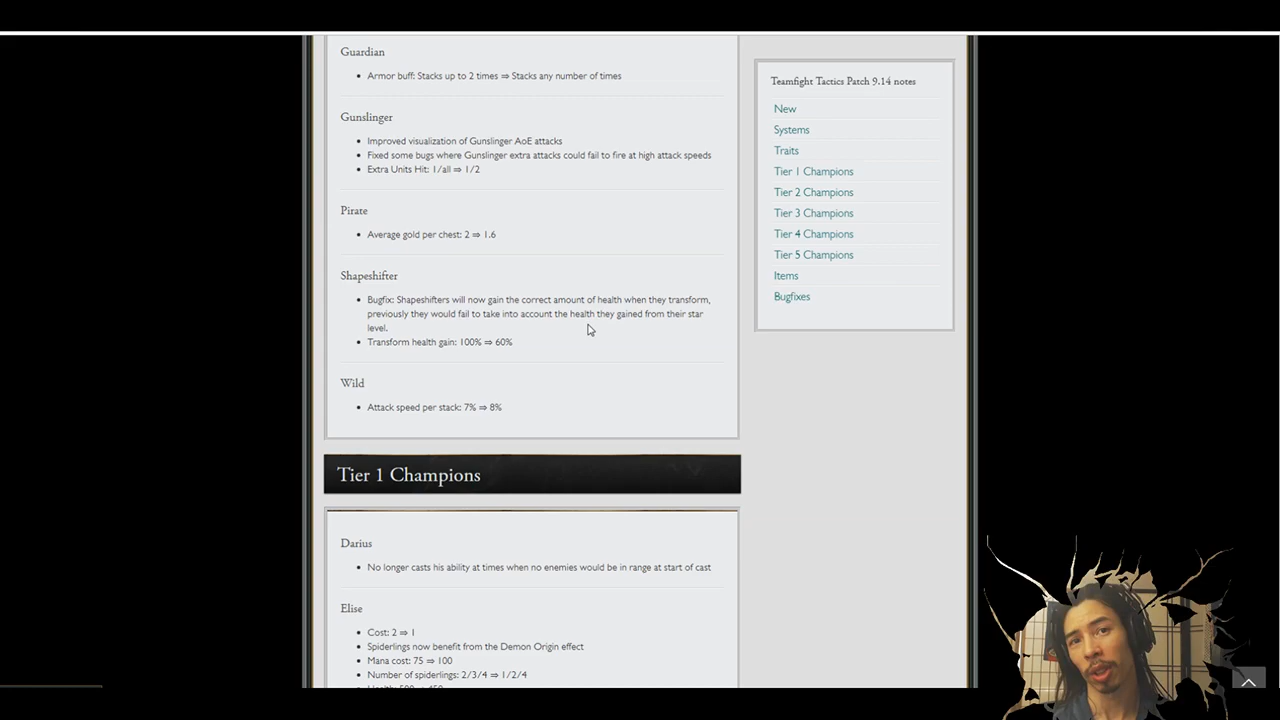 Guardian
Armor buff: Stacks up to 2 times ⇒ Stacks any number of times
Gunslinger
Improved visualization of Gunslinger AoE attacks
Fixed some bugs where Gunslinger extra attacks could fail to fire at high attack speeds
Extra Units Hit: 1/all ⇒ 1/2
Pirate
Average gold per chest: 2 ⇒ 1.6
Shapeshifter
Bugfix: Shapeshifters will now gain the correct amount of health when they transform,
previously they would fail to take into account the health they gained from their star
level.
Transform health gain: 100% ⇒ 60%
Wild
Attack speed per stack: 7% ⇒ 8%
Tier 1 Champions
Darius
No longer casts his ability at times when no enemies would be in range at start of cast
Elise
Cost: 2 ⇒ 1
Spiderlings now benefit from the Demon Origin effect
Mana cost: 75 ⇒ 100
Number of spiderlings: 2/3/4 ⇒ 1/2/4
Teamfight Tactics Patch 9.14 notes
New
Systems
Traits
Tier 1 Champions
Tier 2 Champions
Tier 3 Champions
Tier 4 Champions
Tier 5 Champions
Items
Bugfixes